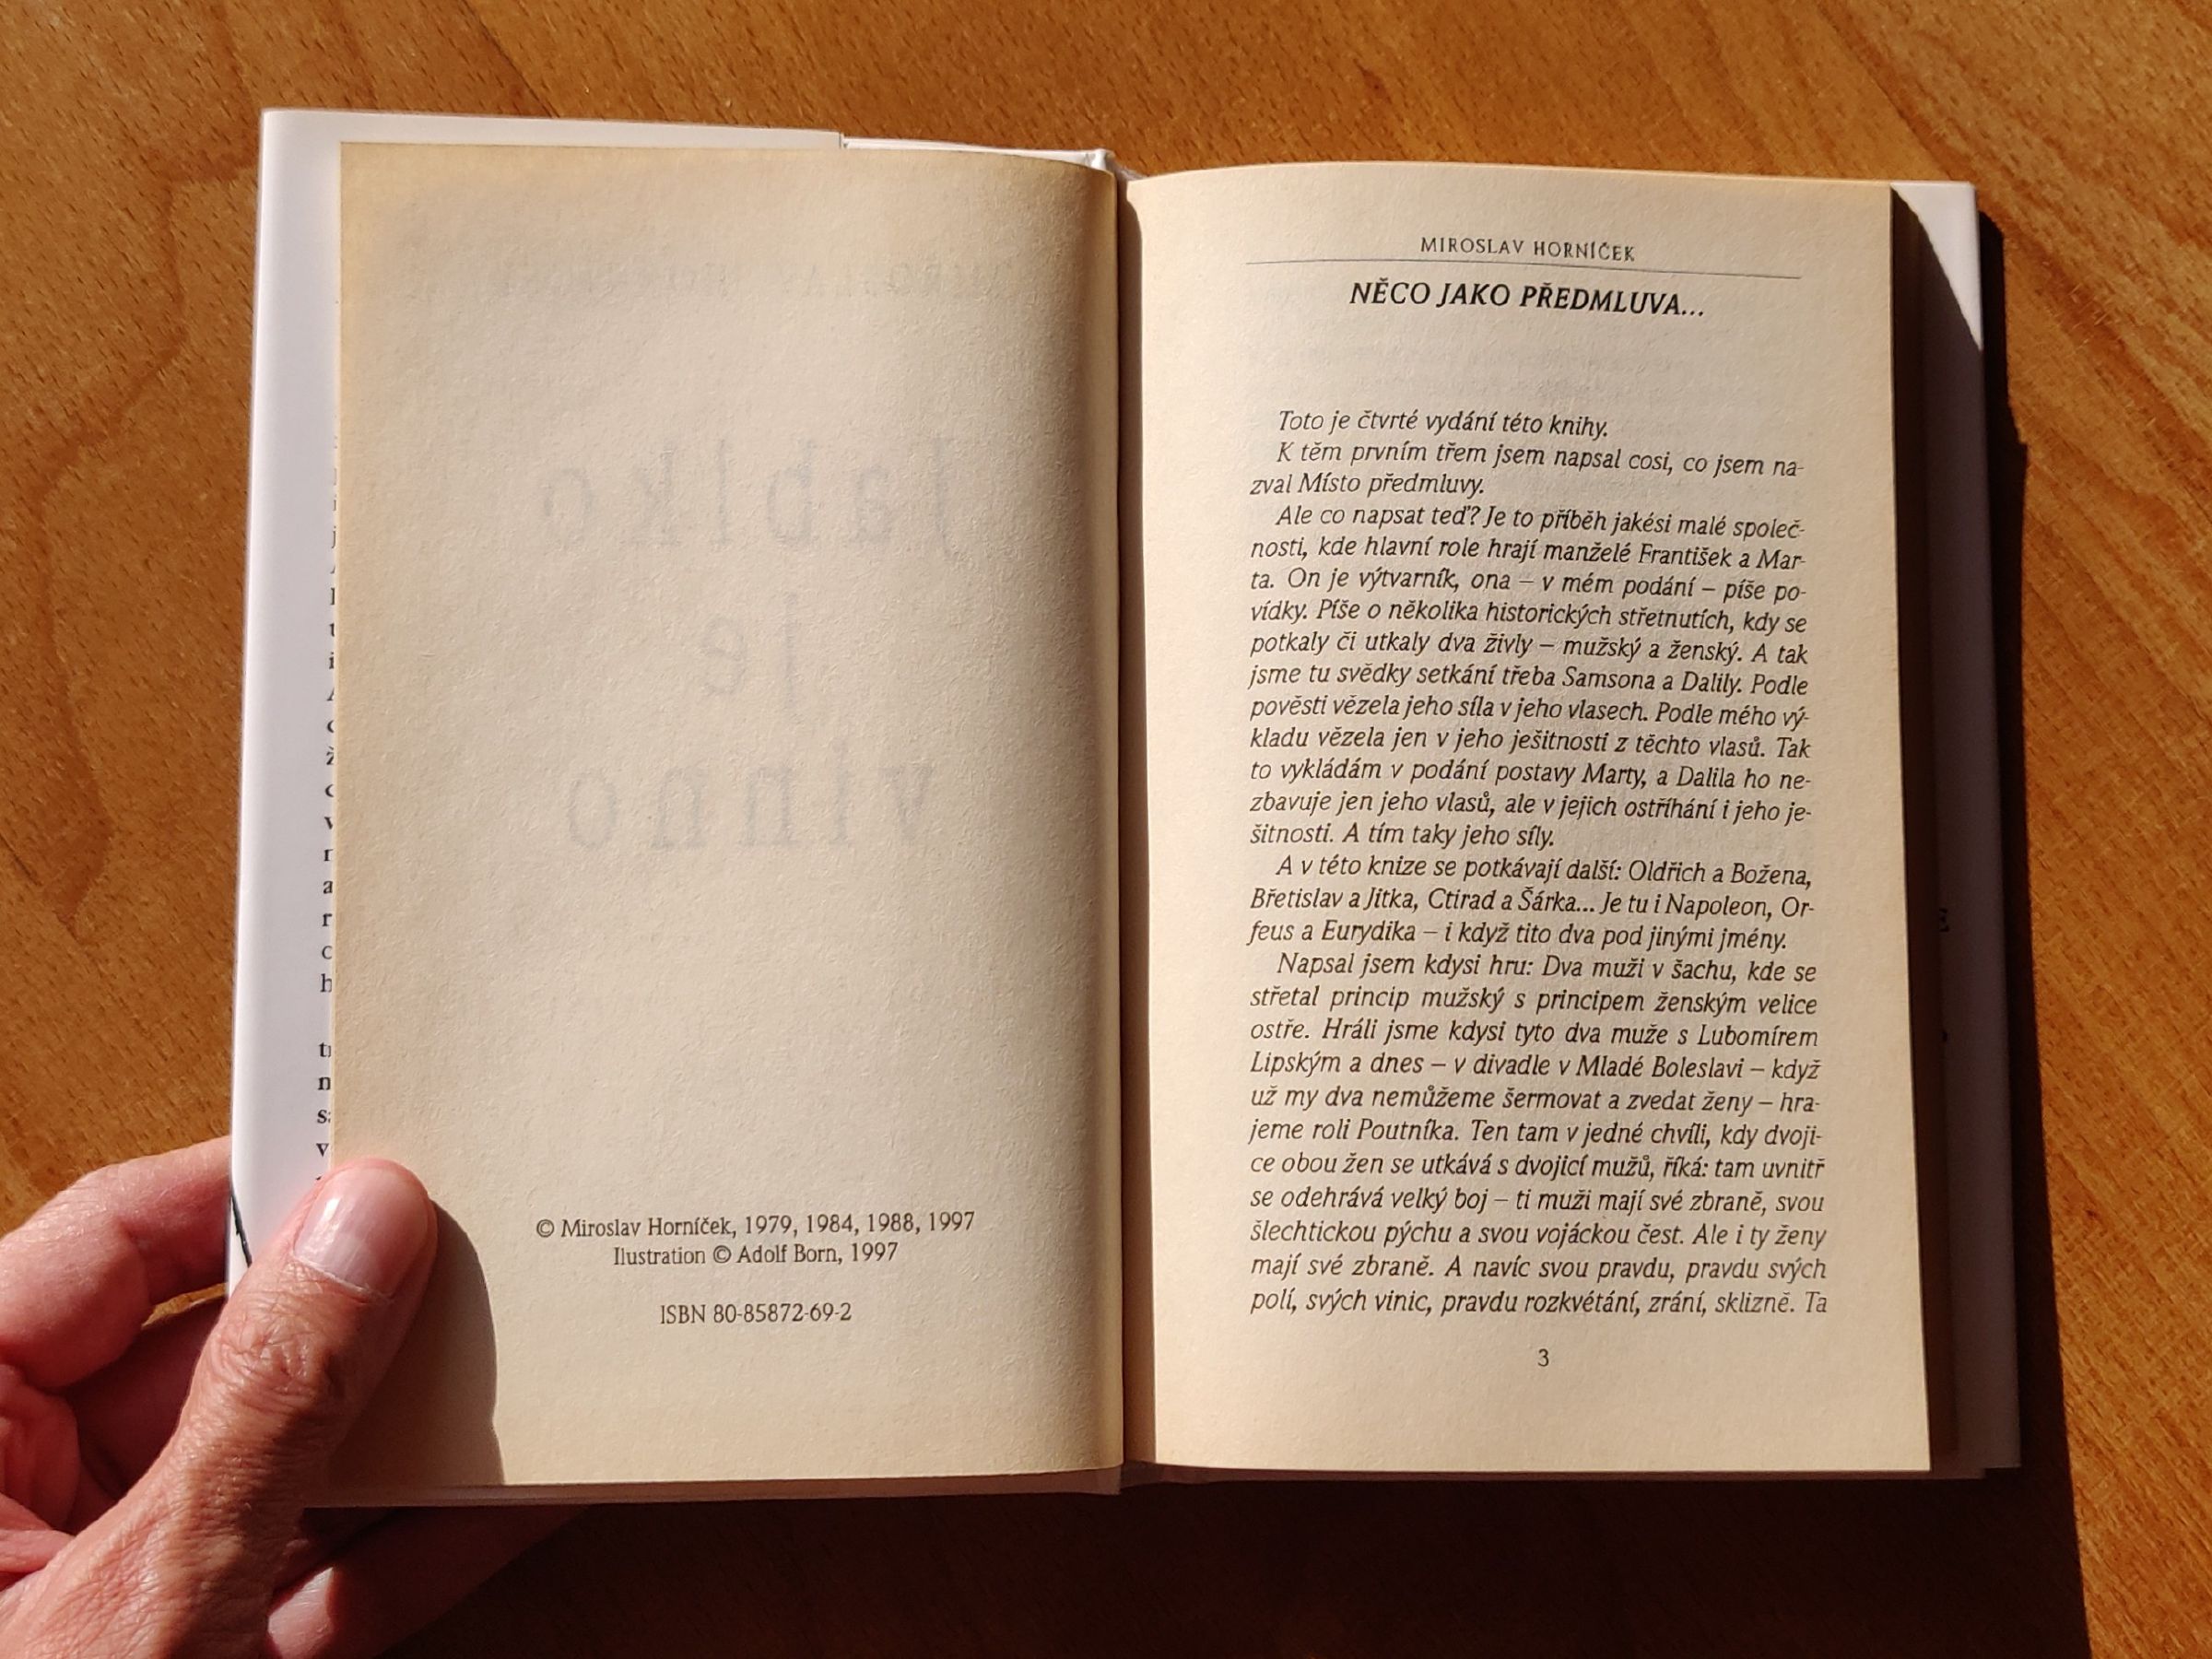 Jablko
je
vinno
© Miroslav Horníček, 1979, 1984, 1988, 1997
Ilustration © Adolf Born, 1997
ISBN 80-85872-69-2
MIROSLAV HORNÍČEK
NĚCO JAKO PŘEDMLUVA...
Toto je čtvrté vydání této knihy.
K těm prvním třem jsem napsal cosi, co jsem na-
zval Místo předmluvy.
Ale co napsat teď? Je to příběh jakési malé společ-
nosti, kde hlavní role hrají manželé František a Mar-
ta. On je výtvarník, ona – v mém podání – píše po-
vídky. Píše o několika historických střetnutích, kdy se
potkaly či utkaly dva živly – mužský a ženský. A tak
jsme tu svědky setkání třeba Samsona a Dalily. Podle
pověsti vězela jeho síla v jeho vlasech. Podle mého vý-
kladu vězela jen v jeho ješitnosti z těchto vlasů. Tak
to vykládám v podání postavy Marty, a Dalila ho ne-
zbavuje jen jeho vlasů, ale v jejich ostříhání i jeho je-
šitnosti. A tím taky jeho síly.
A v této knize se potkávají další: Oldřich a Božena,
Břetislav a Jitka, Ctirad a Šárka... Je tu i Napoleon, Or-
feus a Eurydika – i když tito dva pod jinými jmény.
Napsal jsem kdysi hru: Dva muži v šachu, kde se
střetal princip mužský s principem ženským velice
ostře. Hráli jsme kdysi tyto dva muže s Lubomírem
Lipským a dnes – v divadle v Mladé Boleslavi – když
už my dva nemůžeme šermovat a zvedat ženy – hra-
jeme roli Poutníka. Ten tam v jedné chvíli, kdy dvoji-
ce obou žen se utkává s dvojicí mužů, říká: tam uvnitř
se odehrává velký boj – ti muži mají své zbraně, svou
šlechtickou pýchu a svou vojáckou čest. Ale i ty ženy
mají své zbraně. A navíc svou pravdu, pravdu svých
polí, svých vinic, pravdu rozkvétání, zrání, sklizně. Ta
3